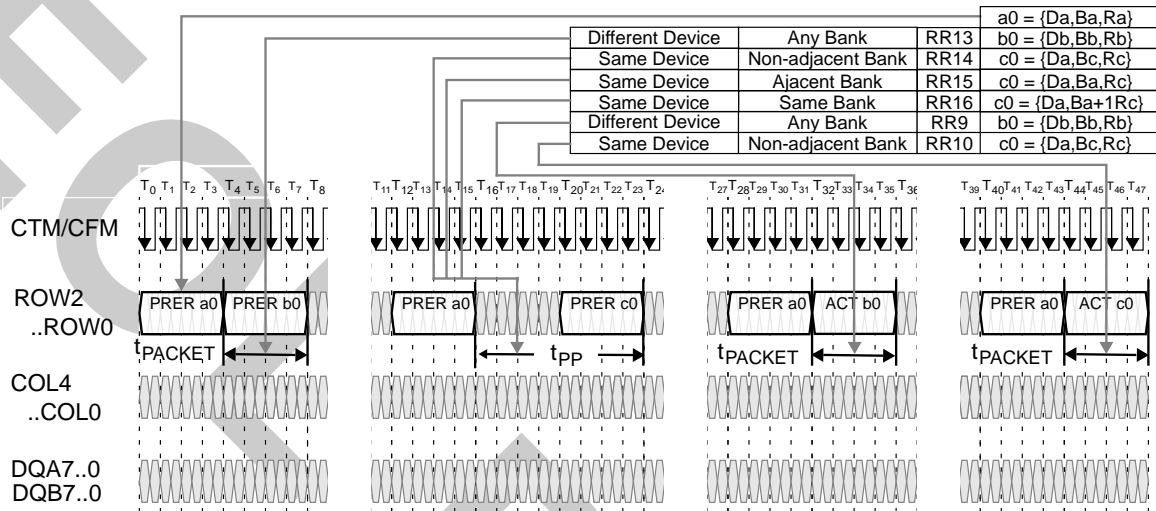 a0 = {Da,Ba,Ra}
Different Device Any Bank RR13 b0 = {Db,Bb,Rb}
Same Device Non-adjacent Bank RR14 c0 = {Da,Bc,Rc}
Same Device Ajacent Bank RR15 c0 = {Da,Ba,Rc}
Same Device Same Bank RR16 c0 = {Da,Ba+1Rc}
Different Device Any Bank RR9 b0 = {Db,Bb,Rb}
Same Device Non-adjacent Bank RR10 c0 = {Da,Bc,Rc}
T0 T1 T2 T3 T4 T5 T6 T7 T8 T11 T12 T13 T14 T15 T16 T17 T18 T19 T20 T21 T22 T23 T24 T27 T28 T29 T30 T31 T32 T33 T34 T35 T36 T39 T40 T41 T42 T43 T44 T45 T46 T47
CTM/CFM
ROW2 PRER a0 PRER b0 PRER a0 PRER c0 PRER a0 ACT b0 PRER a0 ACT c0
..ROW0
tPACKET tPP tPACKET tPACKET
COL4
..COL0
DQA7..0
DQB7..0